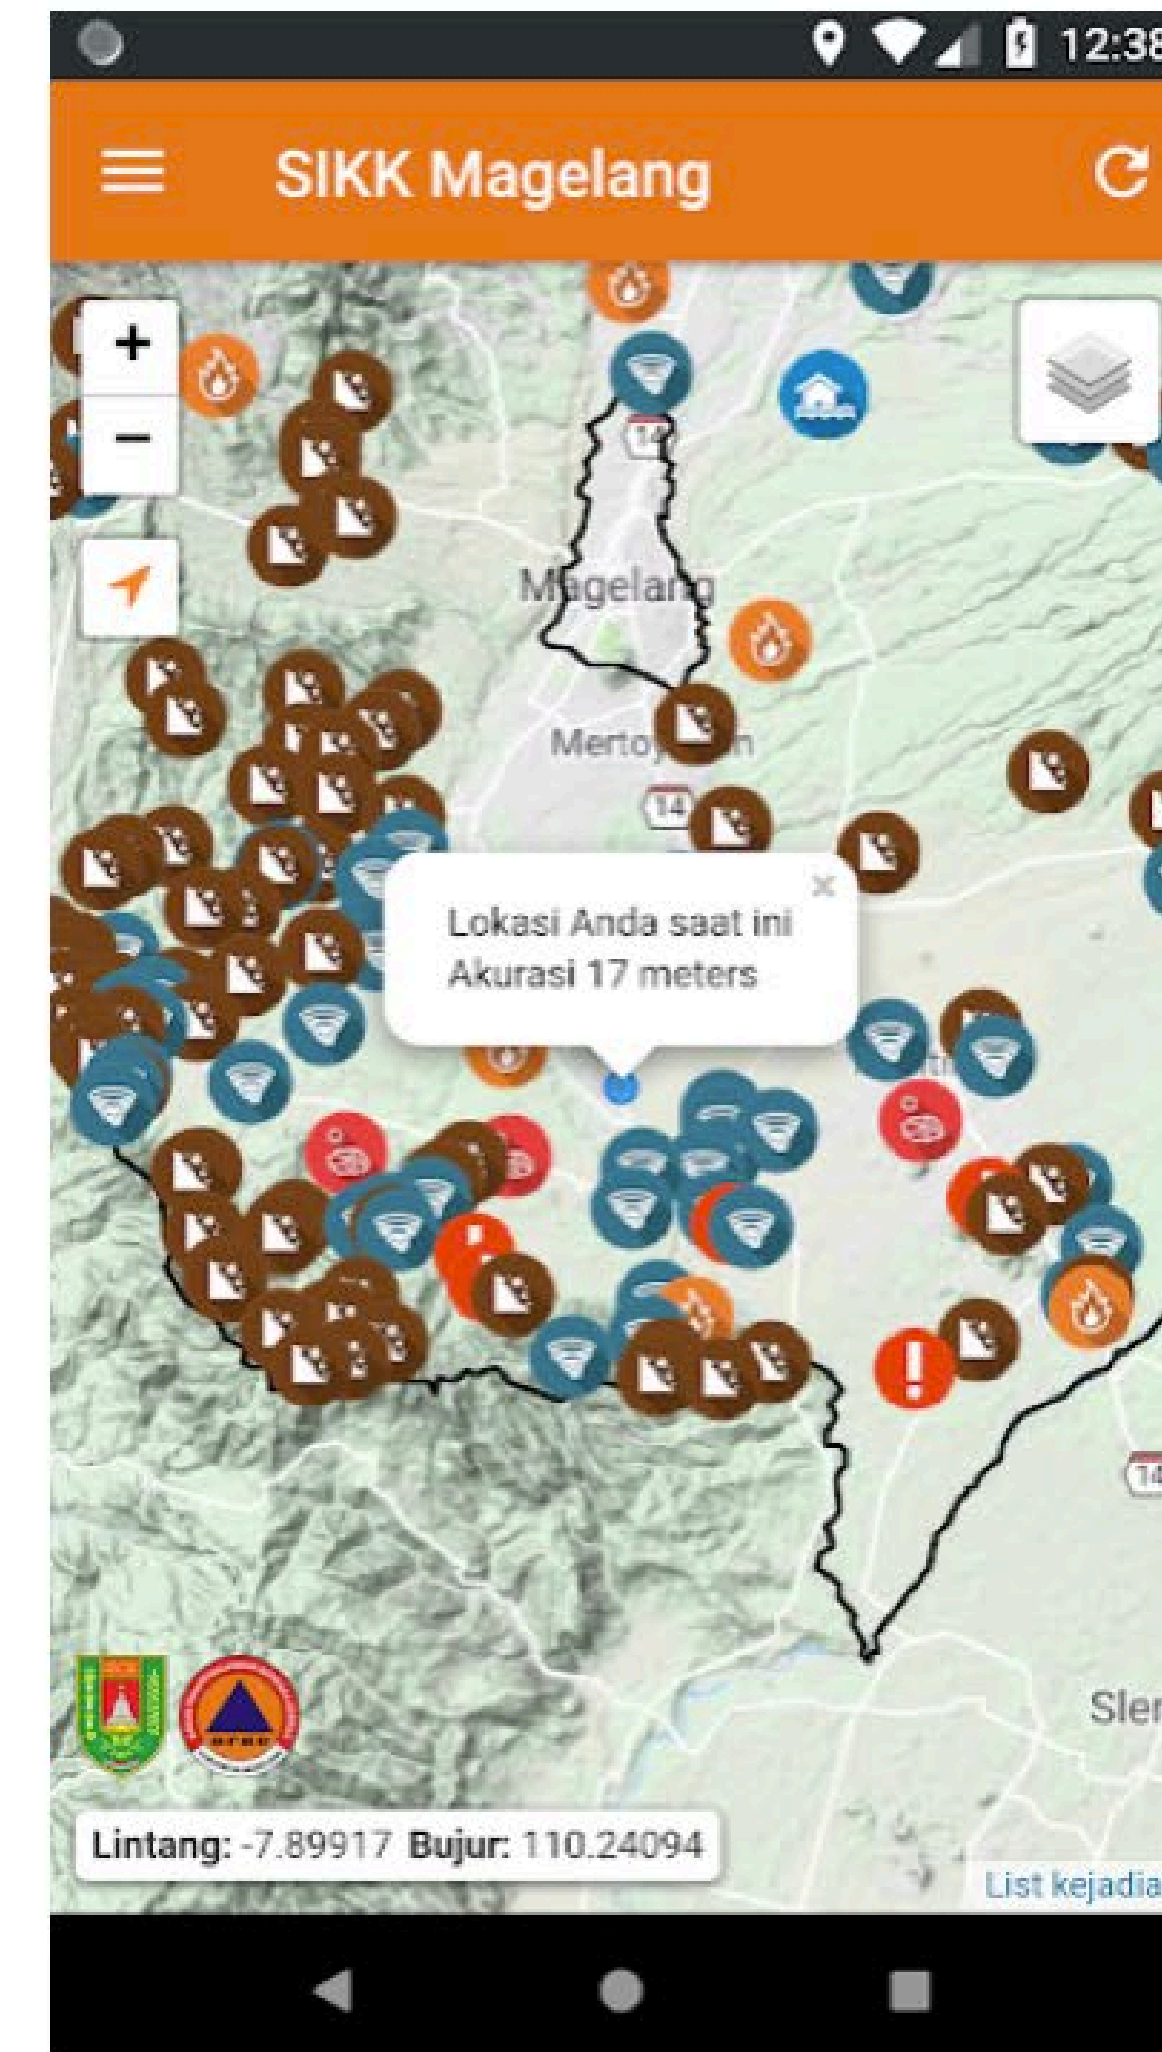 12:38
SIKK Magelang
+
−
14
Magelang
14
Lokasi Anda saat ini
Akurasi 17 meters
14
Lintang: -7.89917 Bujur: 110.24094
List kejadia